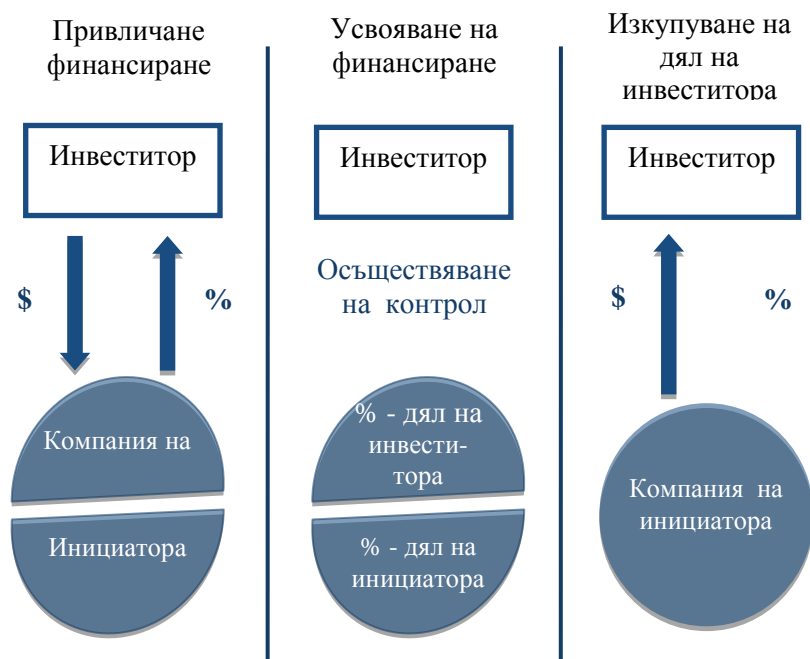 Привличане
финансиране
Инвеститор
$
%
Компания на
Инициатора
Усвояване на
финансиране
Инвеститор
Осъществяване
на контрол
% - дял на
инвести-
тора
% - дял на
инициатора
Изкупуване на
дял на
инвеститора
Инвеститор
$
%
Компания на
инициатора